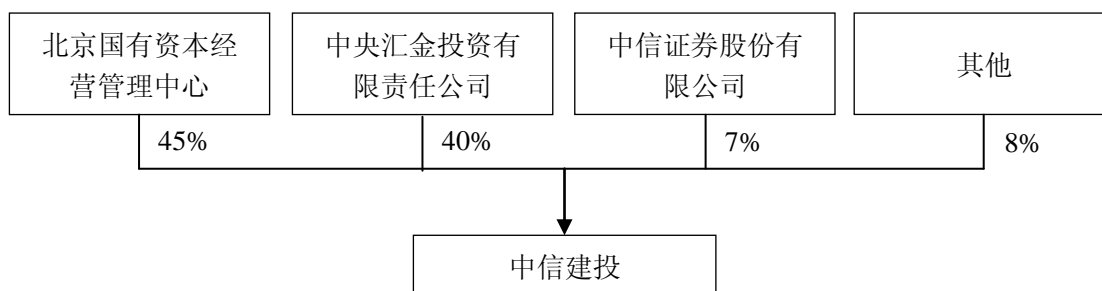 北京国有资本经
营管理中心
中央汇金投资有
限责任公司
中信证券股份有
限公司
其他
45%
40%
7%
8%
中信建投